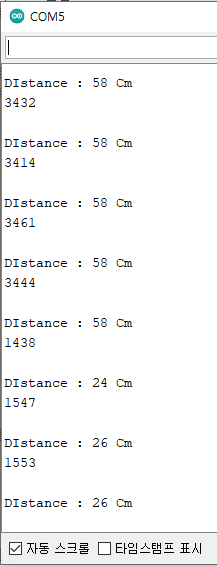 COM5
DIstance : 58 Cm
3432
DIstance : 58 Cm
3414
DIstance : 58 Cm
3461
DIstance : 58 Cm
3444
DIstance : 58 Cm
1438
DIstance : 24 Cm
1547
DIstance : 26 Cm
1553
DIstance : 26 Cm
자동 스크롤 타임스탬프 표시